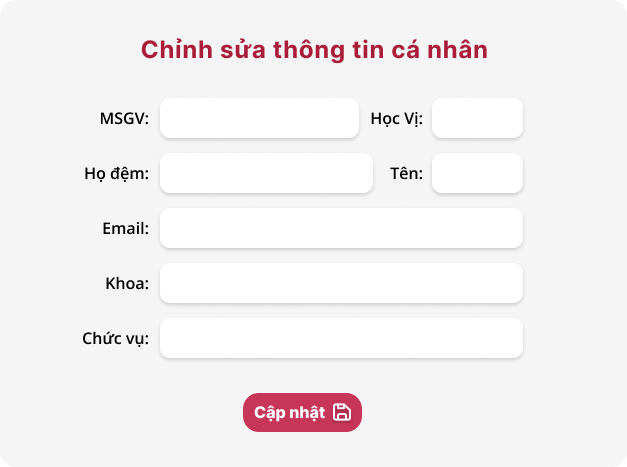 Chỉnh sửa thông tin cá nhân
MSGV: Học Vị:
Họ đệm: Tên:
Email:
Khoa:
Chức vụ:
Cập nhật